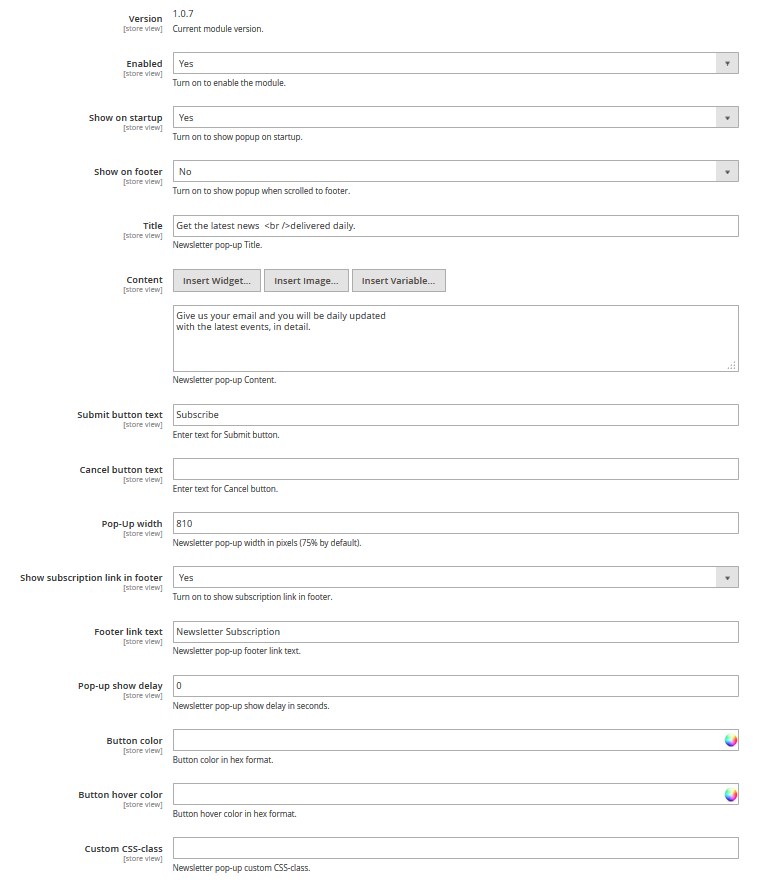 Version
[store view]
1.0.7
Current module version.
Enabled
[store view]
Yes
Turn on to enable the module.
Show on startup
[store view]
Yes
Turn on to show popup on startup.
Show on footer
[store view]
No
Turn on to show popup when scrolled to footer.
Title
[store view]
Get the latest news  <br />delivered daily.
Newsletter pop-up Title.
Content
[store view]
Insert Widget... Insert Image... Insert Variable...
Give us your email and you will be daily updated
with the latest events, in detail.
Newsletter pop-up Content.
Submit button text
[store view]
Subscribe
Enter text for Submit button.
Cancel button text
[store view]
Enter text for Cancel button.
Pop-Up width
[store view]
810
Newsletter pop-up width in pixels (75% by default).
Show subscription link in footer
[store view]
Yes
Turn on to show subscription link in footer.
Footer link text
[store view]
Newsletter Subscription
Newsletter pop-up footer link text.
Pop-up show delay
[store view]
0
Newsletter pop-up show delay in seconds.
Button color
[store view]
Button color in hex format.
Button hover color
[store view]
Button hover color in hex format.
Custom CSS-class
[store view]
Newsletter pop-up custom CSS-class.